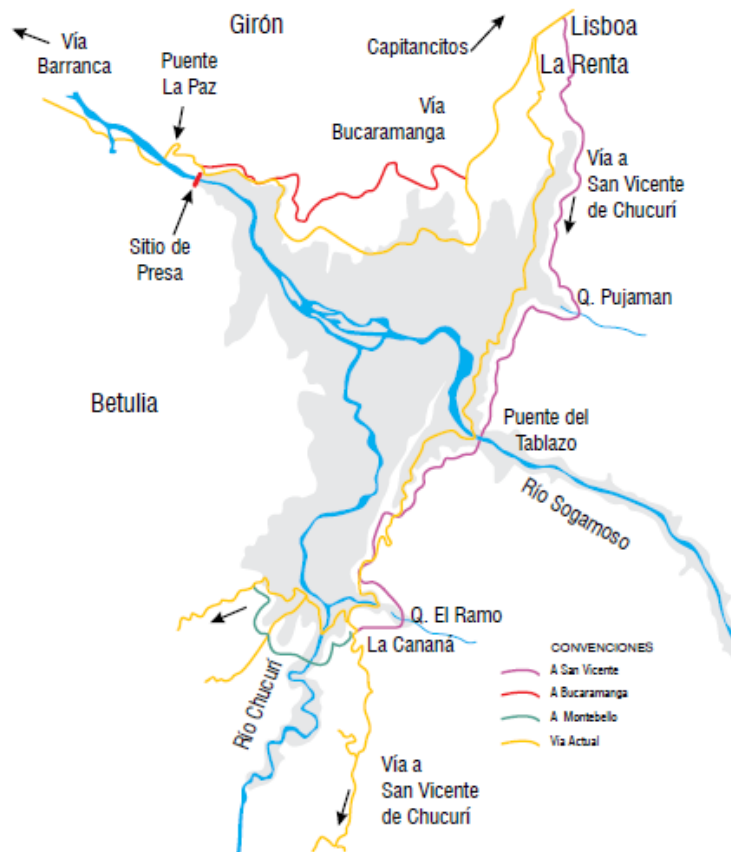 Girón
Lisboa
Vía
Barranca
Capitancitos
Puente
La Paz
La Renta
Vía
Bucaramanga
Vía a
San Vicente
de Chucurí
Sitio de
Presa
Q. Pujaman
Betulia
Puente del
Tablazo
Río Sogamoso
Q. El Ramo
La Cananá
Río Chucurí
CONVENCIONES
A San Vicente
A Bucaramanga
A Montebello
Via Actual
Vía a
San Vicente
de Chucurí